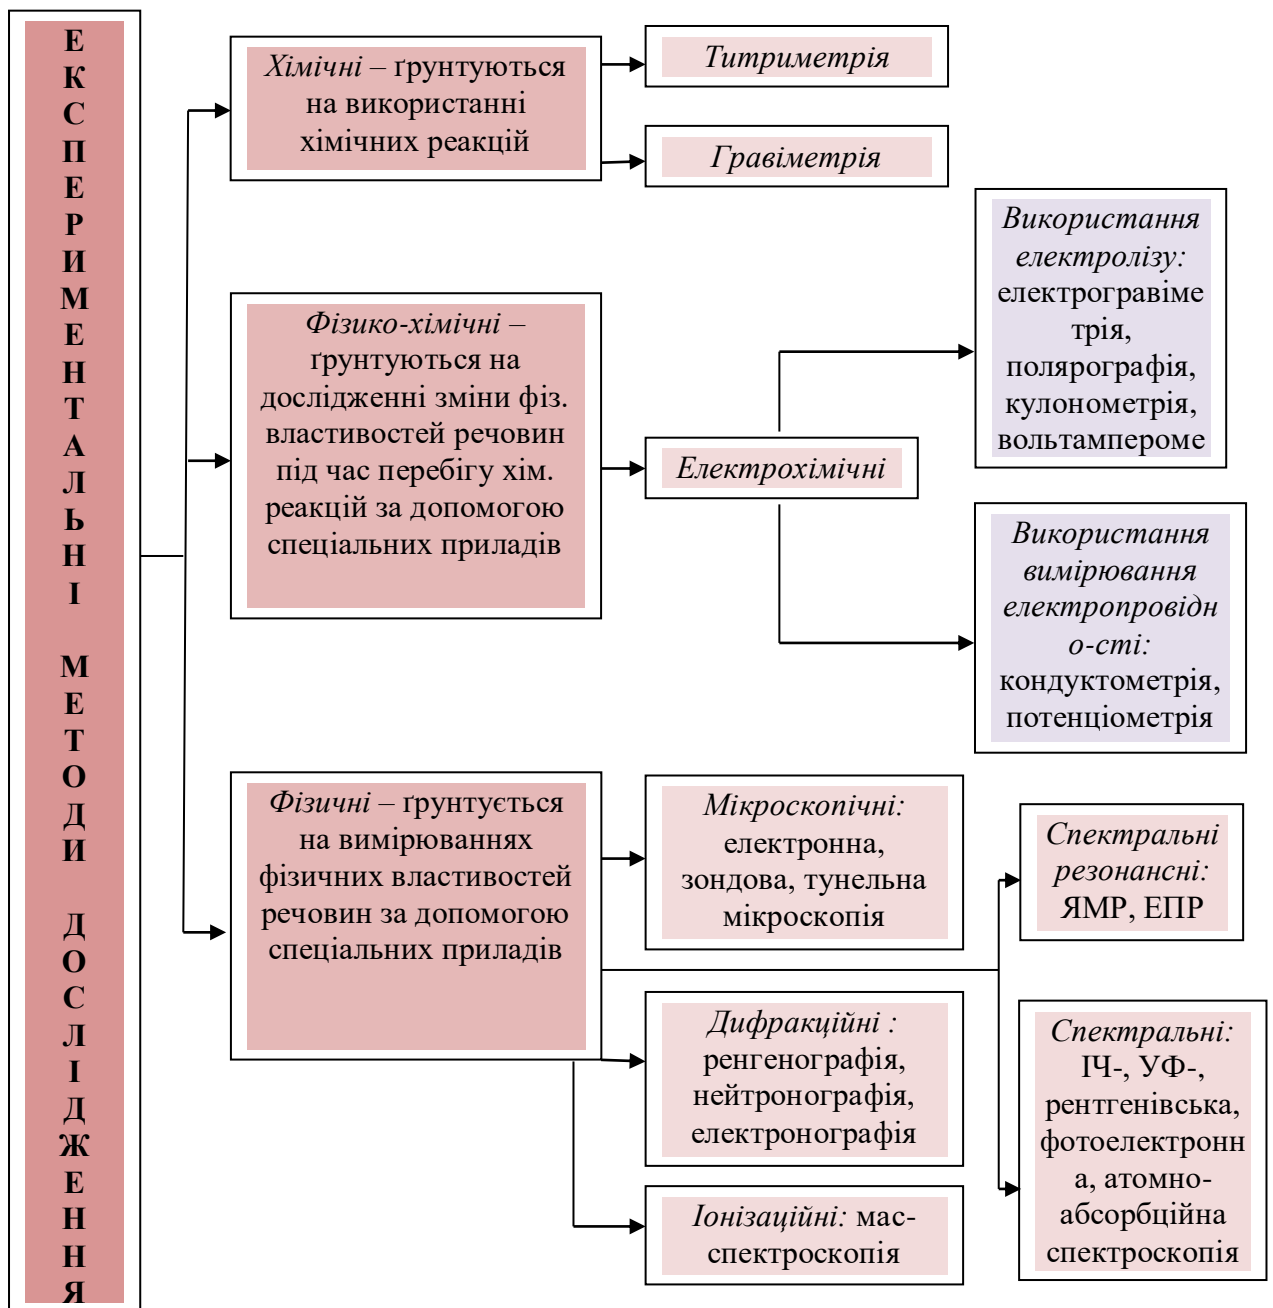 ЕКСПЕРИМЕНТАЛЬНІ МЕТОДИ ДОСЛІДЖЕННЯ
Хімічні – ґрунтуються
на використанні
хімічних реакцій
Титриметрія
Гравіметрія
Фізико-хімічні –
ґрунтуються на
дослідженні зміни фіз.
властивостей речовин
під час перебігу хім.
реакцій за допомогою
спеціальних приладів
Електрохімічні
Використання
електролізу:
електрогравіме
трія,
полярографія,
кулонометрія,
вольтампероме
Використання
вимірювання
електропровідн
о-сті:
кондуктометрія,
потенціометрія
Фізичні – ґрунтується
на вимірюваннях
фізичних властивостей
речовин за допомогою
спеціальних приладів
Мікроскопічні:
електронна,
зондова, тунельна
мікроскопія
Спектральні
резонансні:
ЯМР, ЕПР
Дифракційні :
ренгенографія,
нейтронографія,
електронографія
Спектральні:
ІЧ-, УФ-,
рентгенівська,
фотоелектронн
а, атомно-
абсорбційна
спектроскопія
Іонізаційні: мас-
спектроскопія